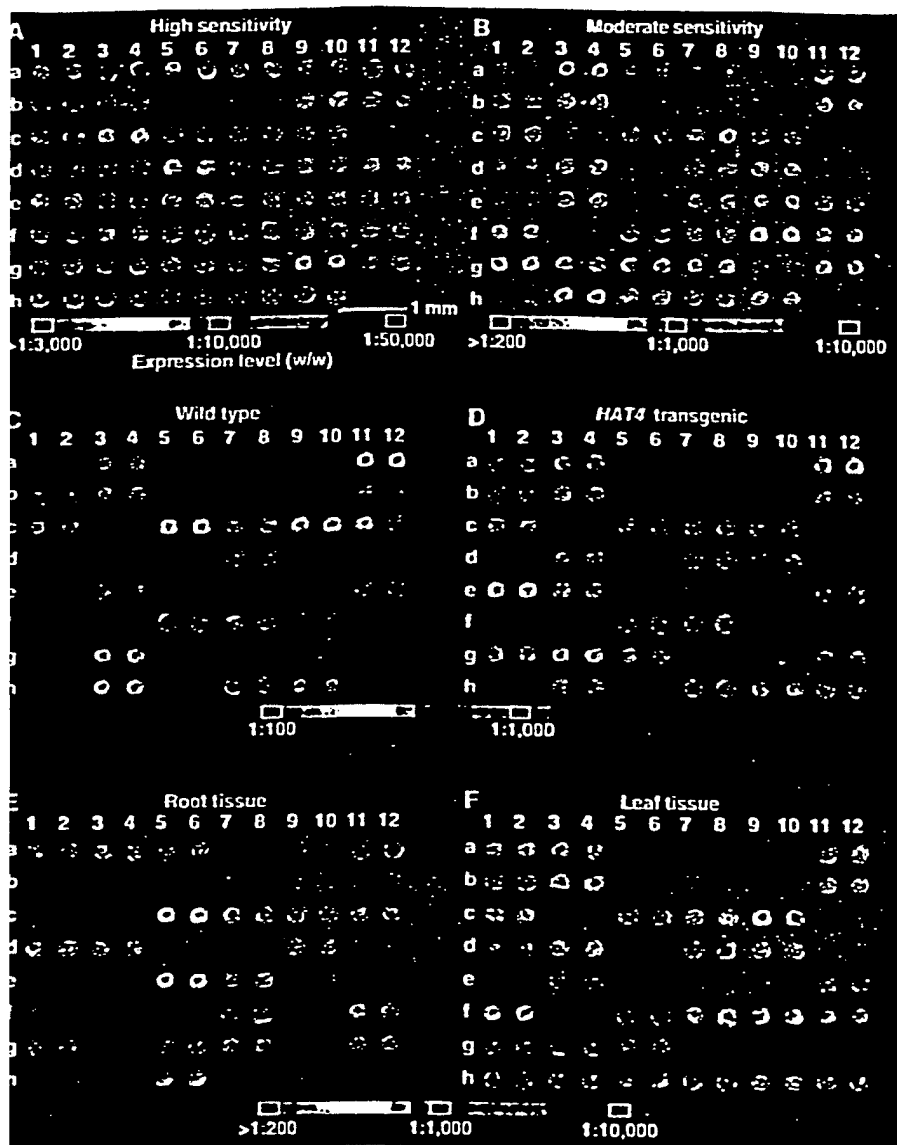 A High sensitivity
1 2 3 4 5 6 7 8 9 10 11 12
a
b
c
d
e
f
g
h
1 mm
>1:3,000 1:10,000 1:50,000
Expression level (w/w)
B Moderate sensitivity
1 2 3 4 5 6 7 8 9 10 11 12
a
b
c
d
e
f
g
h
>1:200 1:1,000 1:10,000
C Wild type
1 2 3 4 5 6 7 8 9 10 11 12
a
b
c
d
e
g
h
D HAT4 transgenic
1 2 3 4 5 6 7 8 9 10 11 12
a
b
c
d
e
f
g
h
1:100 1:1,000
E Root tissue
1 2 3 4 5 6 7 8 9 10 11 12
a
b
c
d
e
f
g
h
F Leaf tissue
1 2 3 4 5 6 7 8 9 10 11 12
a
b
c
d
e
f
g
h
>1:200 1:1,000 1:10,000